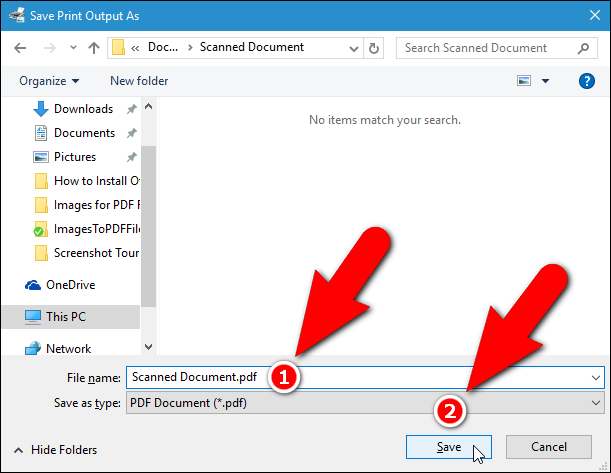 Save Print Output As
« Doc... › Scanned Document
Search Scanned Document
Organize
New folder
?
Downloads
Documents
Pictures
How to Install O
Images for PDF F
ImagesToPDFFile
Screenshot Tour
OneDrive
This PC
Network
No items match your search.
File name: Scanned Document.pdf
1
Save as type: PDF Document (*.pdf)
2
Hide Folders
Save
Cancel